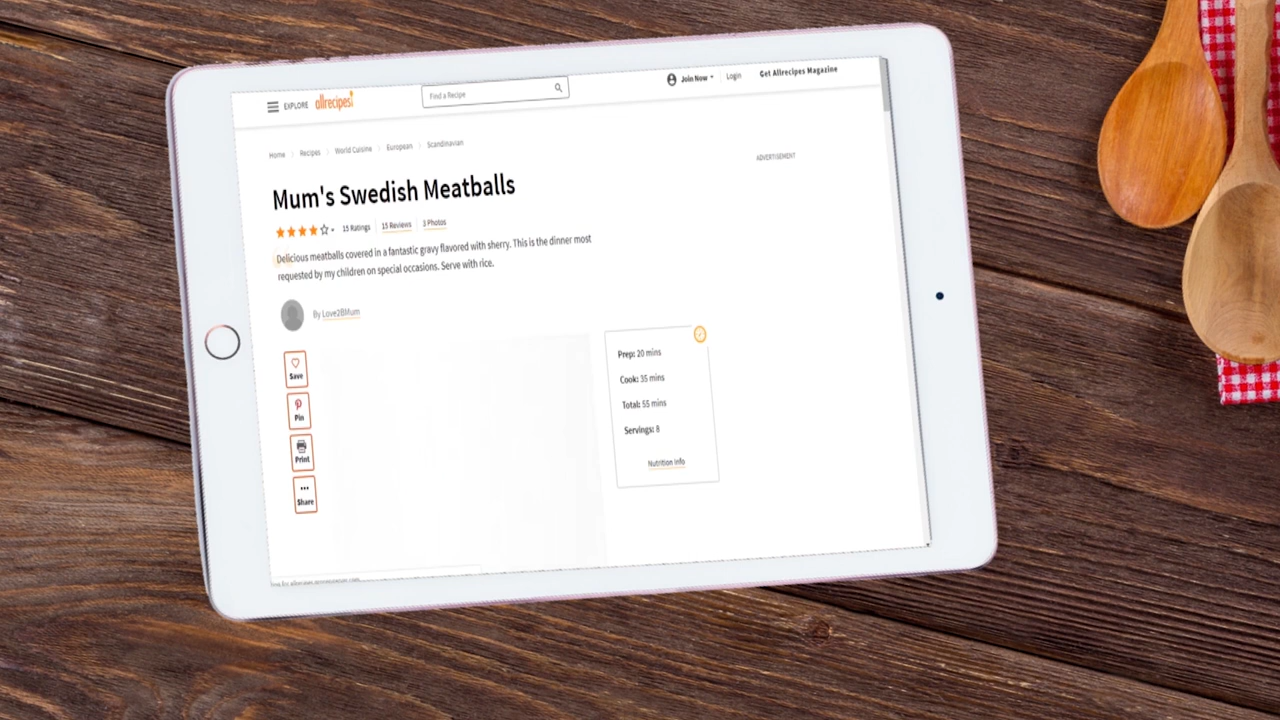 EXPLORE allrecipes Find a Recipe Join Now Login Get Allrecipes Magazine
Home Recipes World Cuisine European Scandinavian
ADVERTISEMENT
Mum's Swedish Meatballs
15 Ratings 15 Reviews 3 Photos
Delicious meatballs covered in a fantastic gravy flavored with sherry. This is the dinner most
requested by my children on special occasions. Serve with rice.
By Love2BMum
Save
Pin
Print
Share
Prep: 20 mins
Cook: 35 mins
Total: 55 mins
Servings: 8
Nutrition Info